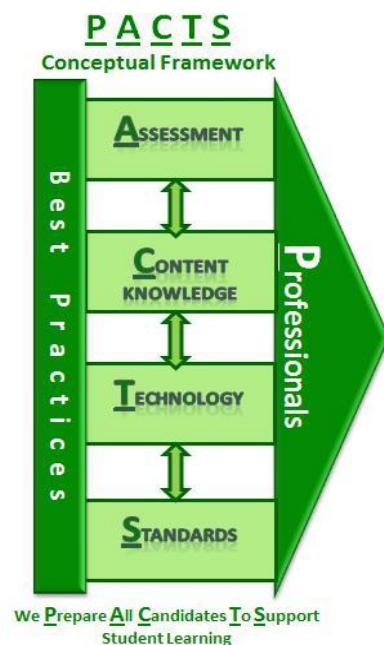 P A C T S
Conceptual Framework
Best Practices
ASSESSMENT
CONTENT
KNOWLEDGE
TECHNOLOGY
STANDARDS
Professionals
We Prepare All Candidates To Support
Student Learning